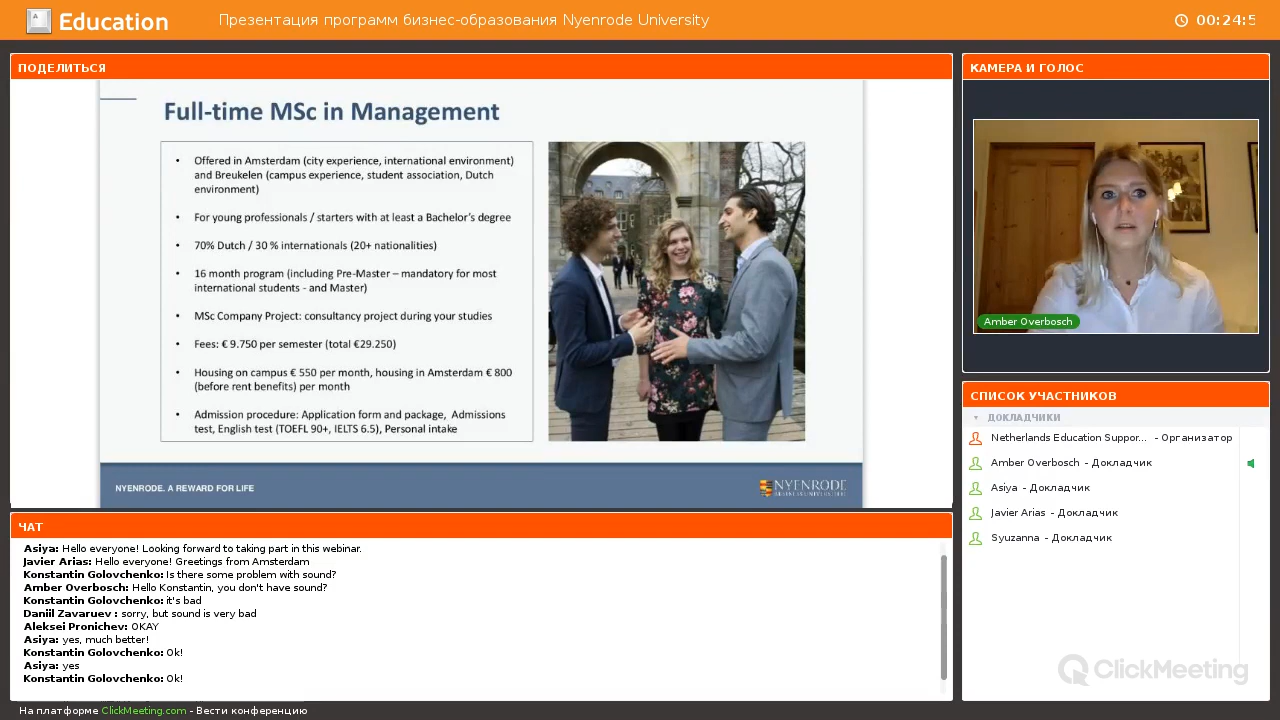 Education
Презентация программ бизнес-образования Nyenrode University
00:24:5
ПОДЕЛИТЬСЯ
Full-time MSc in Management
• Offered in Amsterdam (city experience, international environment)
and Breukelen (campus experience, student association, Dutch
environment)
• For young professionals / starters with at least a Bachelor's degree
• 70% Dutch / 30 % internationals (20+ nationalities)
• 16 month program (including Pre-Master – mandatory for most
international students - and Master)
• MSc Company Project: consultancy project during your studies
• Fees: € 9.750 per semester (total €29.250)
• Housing on campus € 550 per month, housing in Amsterdam € 800
(before rent benefits) per month
• Admission procedure: Application form and package, Admissions
test, English test (TOEFL 90+, IELTS 6.5), Personal intake
NYENRODE. A REWARD FOR LIFE
NYENRODE
КАМЕРА И ГОЛОС
Amber Overbosch
СПИСОК УЧАСТНИКОВ
ДОКЛАДЧИКИ
Netherlands Education Suppor... - Организатор
Amber Overbosch - Докладчик
Asiya - Докладчик
Javier Arias - Докладчик
Syuzanna - Докладчик
ClickMeeting
ЧАТ
Asiya: Hello everyone! Looking forward to taking part in this webinar.
Javier Arias: Hello everyone! Greetings from Amsterdam
Konstantin Golovchenko: Is there some problem with sound?
Amber Overbosch: Hello Konstantin, you don't have sound?
Konstantin Golovchenko: it's bad
Daniil Zavaruev : sorry, but sound is very bad
Aleksei Pronichev: OKAY
Asiya: yes, much better!
Konstantin Golovchenko: Ok!
Asiya: yes
Konstantin Golovchenko: Ok!
На платформе ClickMeeting.com - Вести конференцию